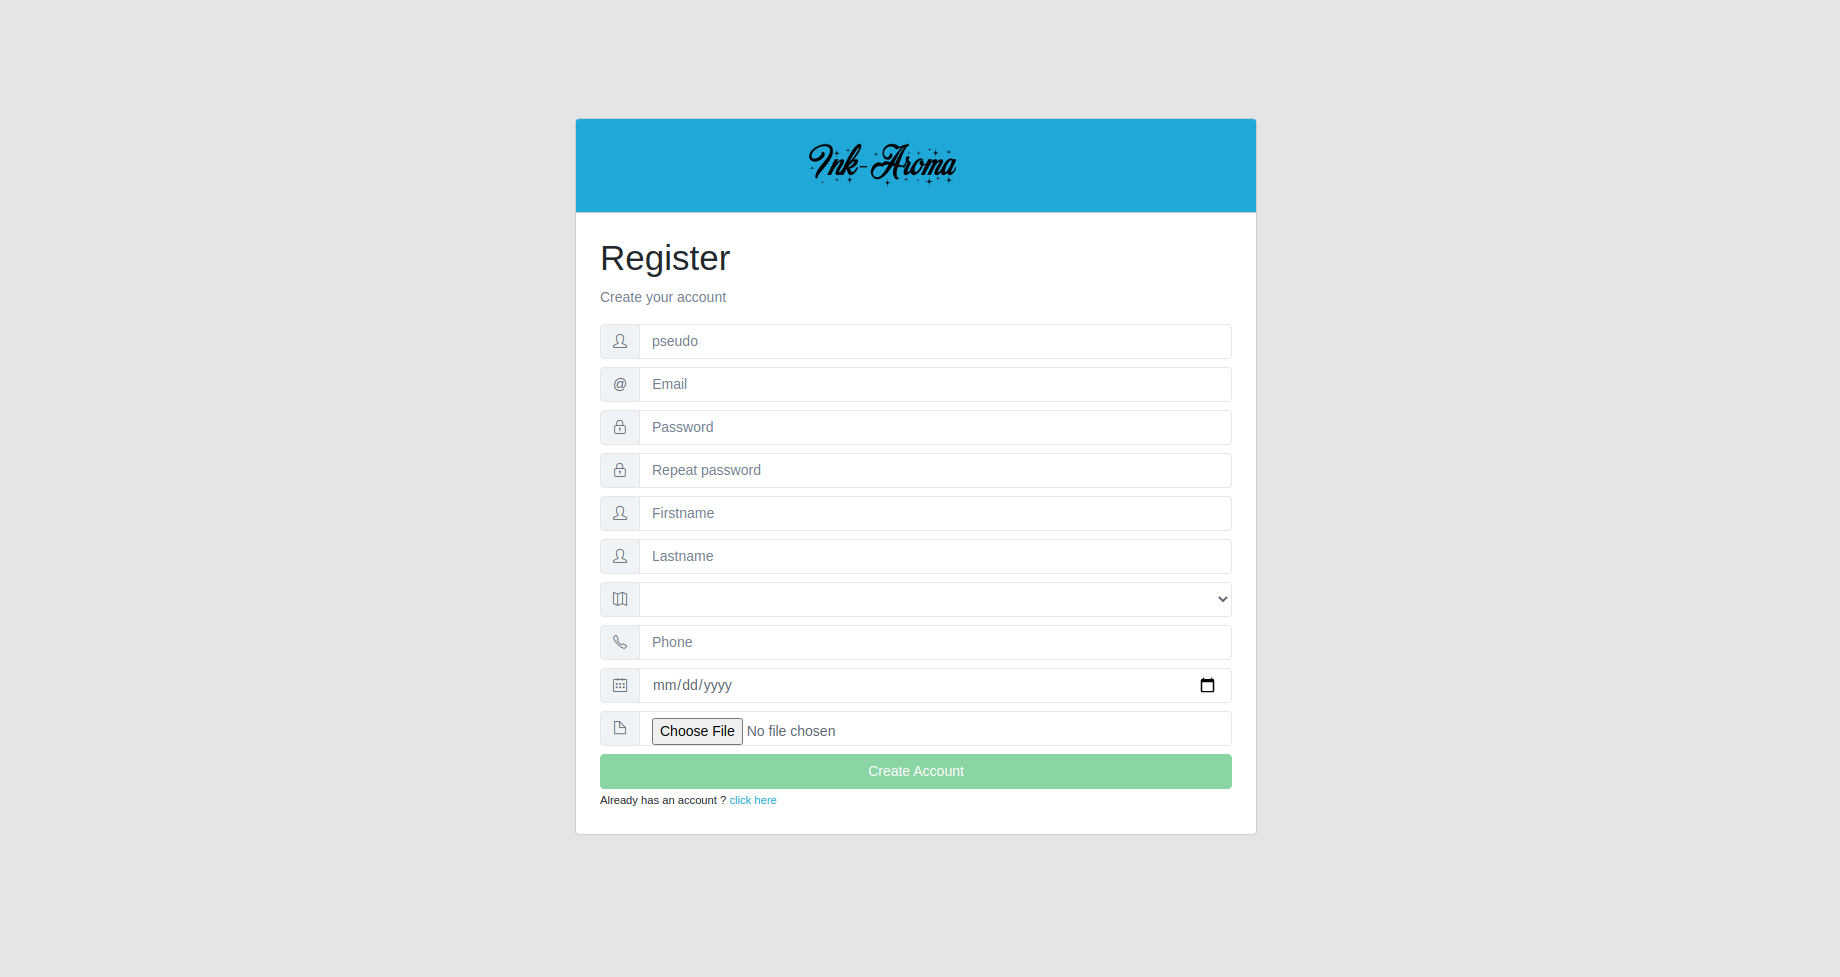 Ink-Aroma
Register
Create your account
pseudo
@ Email
Password
Repeat password
Firstname
Lastname
Phone
mm/dd/yyyy
Choose File No file chosen
Create Account
Already has an account ? click here